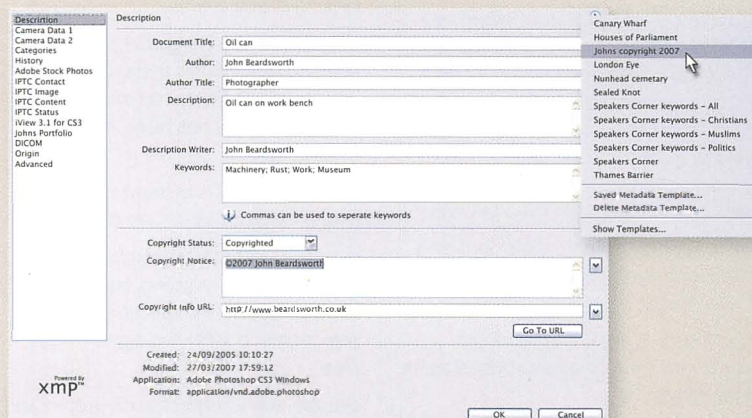 Descrirtion
Camera Data 1
Camera Data 2
Categories
History
Adobe Stock Photos
IPTC Contact
IPTC Image
IPTC Content
IPTC Status
iView 3.1 for CS3
Johns Portfolio
DICOM
Origin
Advanced
Powered by
xmp™
Description
Document Title: Oil can
Author: John Beardsworth
Author Title: Photographer
Description: Oil can on work bench
Description Writer: John Beardsworth
Keywords: Machinery; Rust; Work; Museum
Commas can be used to seperate keywords
Copyright Status: Copyrighted
Copyright Notice: ©2007 John Beardsworth
Copyright Info URL: http://www.beardsworth.co.uk
Go To URL
Created: 24/09/2005 10:10:27
Modified: 27/03/2007 17:59:12
Application: Adobe Photoshop CS3 Windows
Format: application/vnd.adobe.photoshop
OK Cancel
Canary Wharf
Houses of Parliament
Johns copyright 2007
London Eye
Nunhead cemetary
Sealed Knot
Speakers Corner keywords – All
Speakers Corner keywords – Christians
Speakers Corner keywords – Muslims
Speakers Corner keywords – Politics
Speakers Corner
Thames Barrier
Saved Metadata Template...
Delete Metadata Template...
Show Templates...